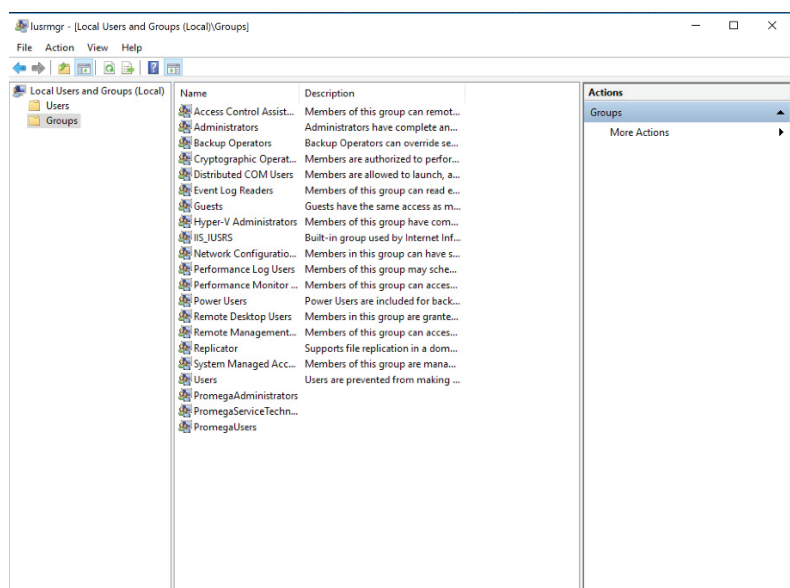 lusrmgr - [Local Users and Groups (Local)\Groups]
File Action View Help
Local Users and Groups (Local)
Users
Groups
Name Description
Access Control Assist... Members of this group can remot...
Administrators Administrators have complete an...
Backup Operators Backup Operators can override se...
Cryptographic Operat... Members are authorized to perfor...
Distributed COM Users Members are allowed to launch, a...
Event Log Readers Members of this group can read e...
Guests Guests have the same access as m...
Hyper-V Administrators Members of this group have com...
IIS_IUSRS Built-in group used by Internet Inf...
Network Configuratio... Members in this group can have s...
Performance Log Users Members of this group may sche...
Performance Monitor ... Members of this group can acces...
Power Users Power Users are included for back...
Remote Desktop Users Members in this group are grante...
Remote Management... Members of this group can acces...
Replicator Supports file replication in a dom...
System Managed Acc... Members of this group are mana...
Users Users are prevented from making ...
PromegaAdministrators
PromegaServiceTechn...
PromegaUsers
Actions
Groups
More Actions